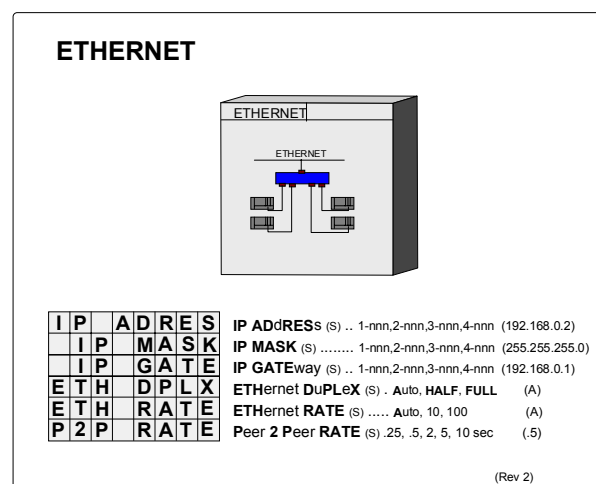 ETHERNET
ETHERNET
ETHERNET
IP ADRES IP ADdRESs (S) .. 1-nnn,2-nnn,3-nnn,4-nnn (192.168.0.2)
IP MASK IP MASK (S) ........ 1-nnn,2-nnn,3-nnn,4-nnn (255.255.255.0)
IP GATE IP GATEway (S) .. 1-nnn,2-nnn,3-nnn,4-nnn (192.168.0.1)
ETH DPLX ETHernet DuPLeX (S) . Auto, HALF, FULL (A)
ETH RATE ETHernet RATE (S) ..... Auto, 10, 100 (A)
P2P RATE Peer 2 Peer RATE (S) .25, .5, 2, 5, 10 sec (.5)
(Rev 2)